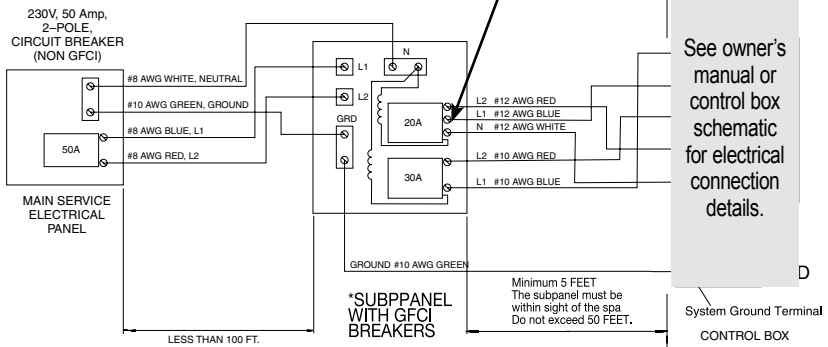 230V, 50 Amp,
2–POLE,
CIRCUIT BREAKER
(NON GFCI)
#8 AWG WHITE, NEUTRAL
#10 AWG GREEN, GROUND
#8 AWG BLUE, L1
#8 AWG RED, L2
50A
MAIN SERVICE
ELECTRICAL
PANEL
LESS THAN 100 FT.
L1
L2
N
GRD
20A
30A
L2 #12 AWG RED
L1 #12 AWG BLUE
N #12 AWG WHITE
L2 #10 AWG RED
L1 #10 AWG BLUE
GROUND #10 AWG GREEN
*SUBPPANEL
WITH GFCI
BREAKERS
Minimum 5 FEET
The subpanel must be
within sight of the spa
Do not exceed 50 FEET.
See owner's
manual or
control box
schematic
for electrical
connection
details.
D
System Ground Terminal
CONTROL BOX